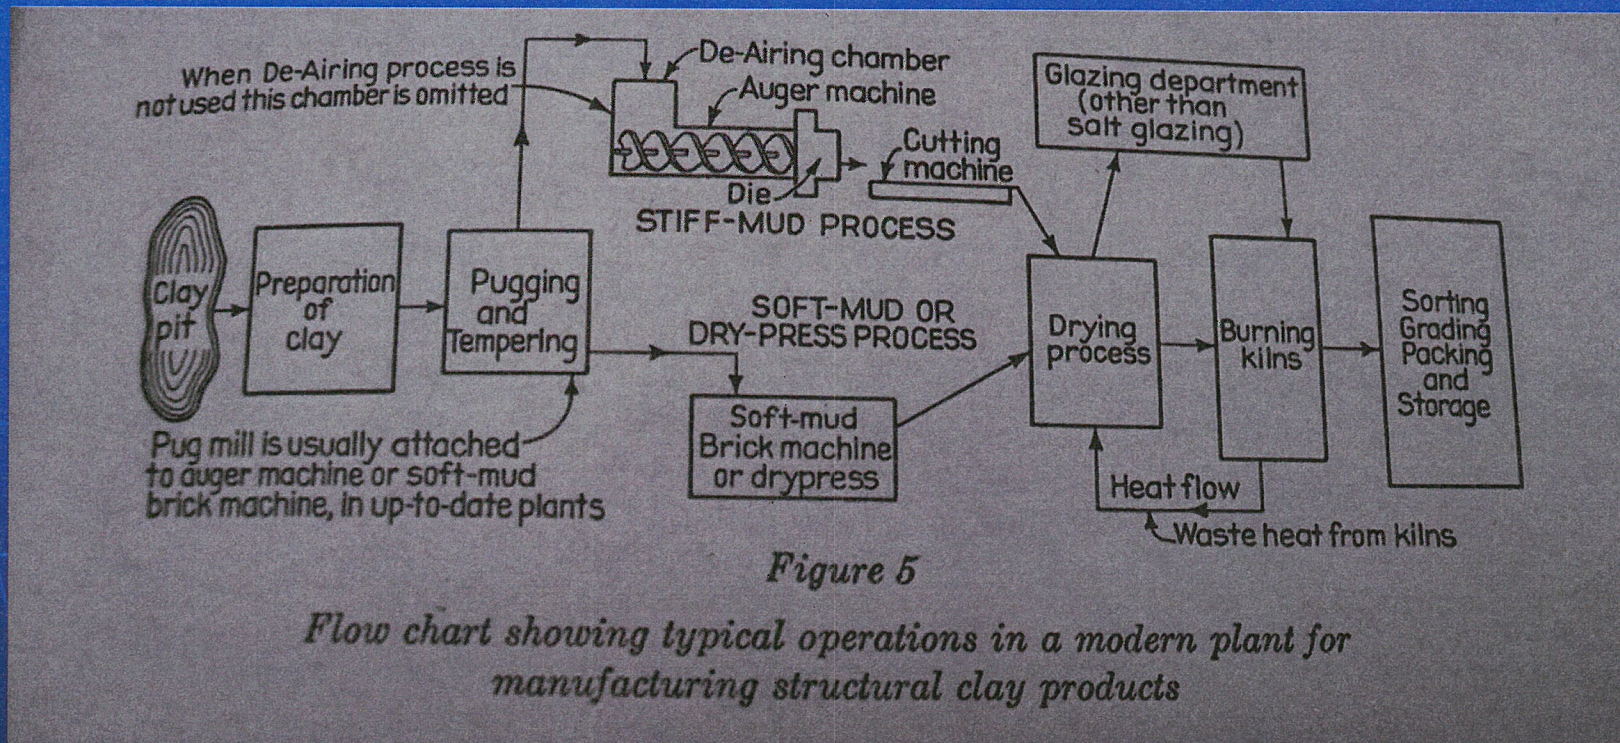 When De-Airing process is
not used this chamber is omitted
De-Airing chamber
Auger machine
Die
Cutting
machine
STIFF-MUD PROCESS
Glazing department
(other than
salt glazing)
Clay
pit
Preparation
of
clay
Pugging
and
Tempering
SOFT-MUD OR
DRY-PRESS PROCESS
Soft-mud
Brick machine
or drypress
Drying
process
Burning
kilns
Sorting
Grading
Packing
and
Storage
Pug mill is usually attached
to auger machine or soft-mud
brick machine, in up-to-date plants
Heat flow
Waste heat from kilns
Figure 5
Flow chart showing typical operations in a modern plant for
manufacturing structural clay products